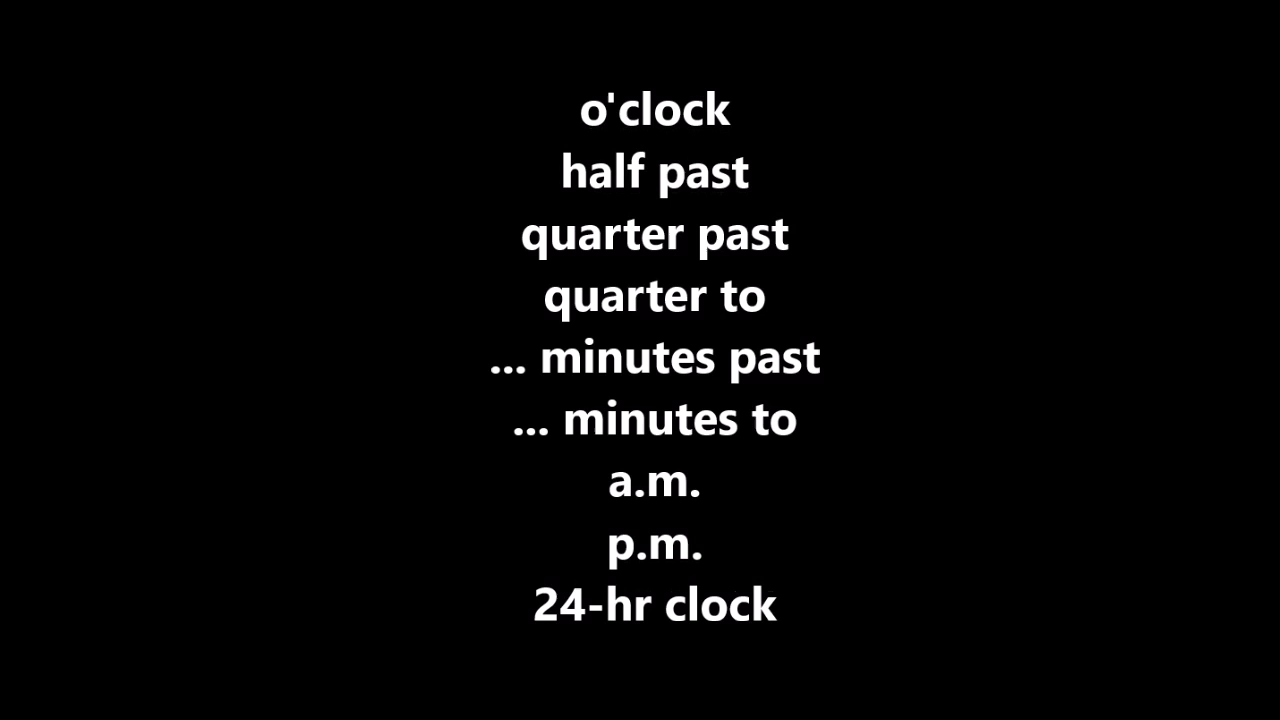 o'clock
half past
quarter past
quarter to
... minutes past
... minutes to
a.m.
p.m.
24-hr clock